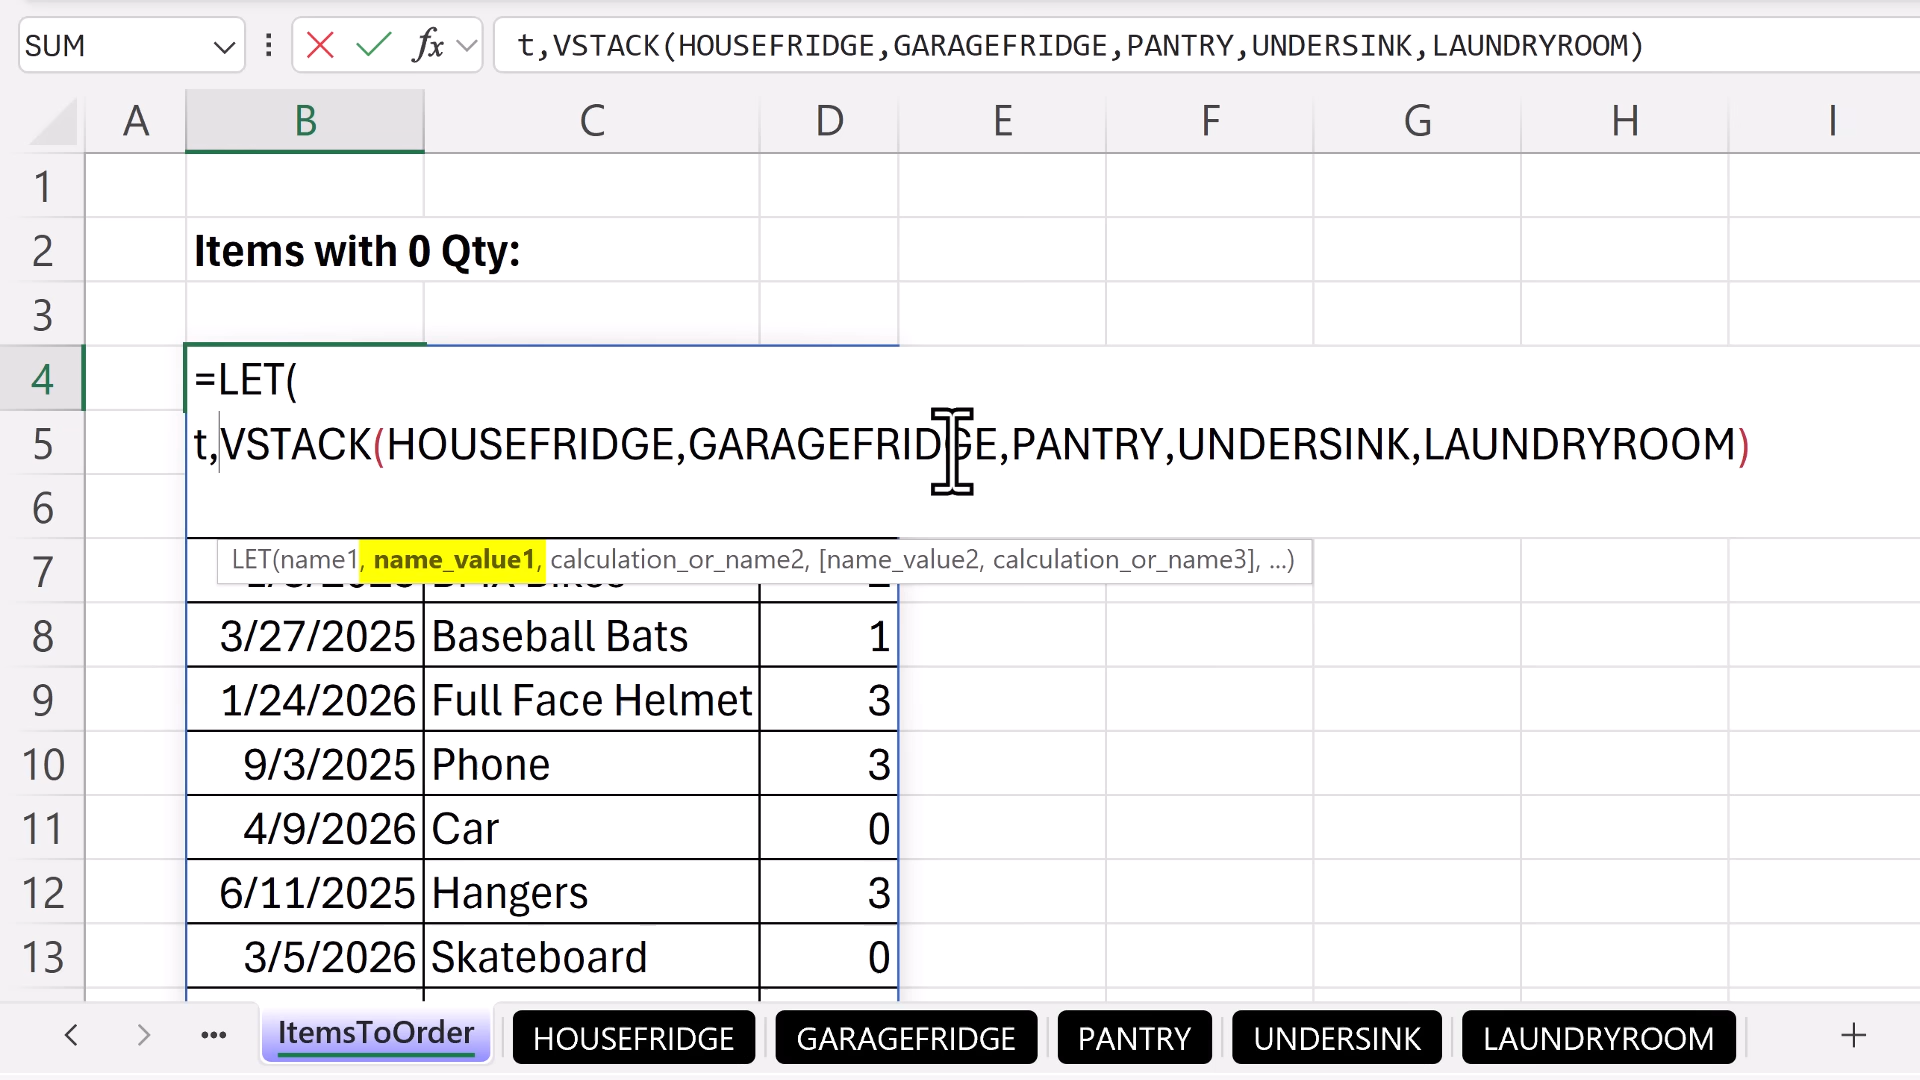 SUM
fx
t,VSTACK(HOUSEFRIDGE,GARAGEFRIDGE,PANTRY,UNDERSINK,LAUNDRYROOM)
A B C D E F G H I
1
2 Items with 0 Qty:
3
4 =LET(
5 t,VSTACK(HOUSEFRIDGE,GARAGEFRIDGE,PANTRY,UNDERSINK,LAUNDRYROOM)
6
LET(name1, name_value1, calculation_or_name2, [name_value2, calculation_or_name3], ...)
7
8 3/27/2025 Baseball Bats 1
9 1/24/2026 Full Face Helmet 3
10 9/3/2025 Phone 3
11 4/9/2026 Car 0
12 6/11/2025 Hangers 3
13 3/5/2026 Skateboard 0
ItemsToOrder HOUSEFRIDGE GARAGEFRIDGE PANTRY UNDERSINK LAUNDRYROOM